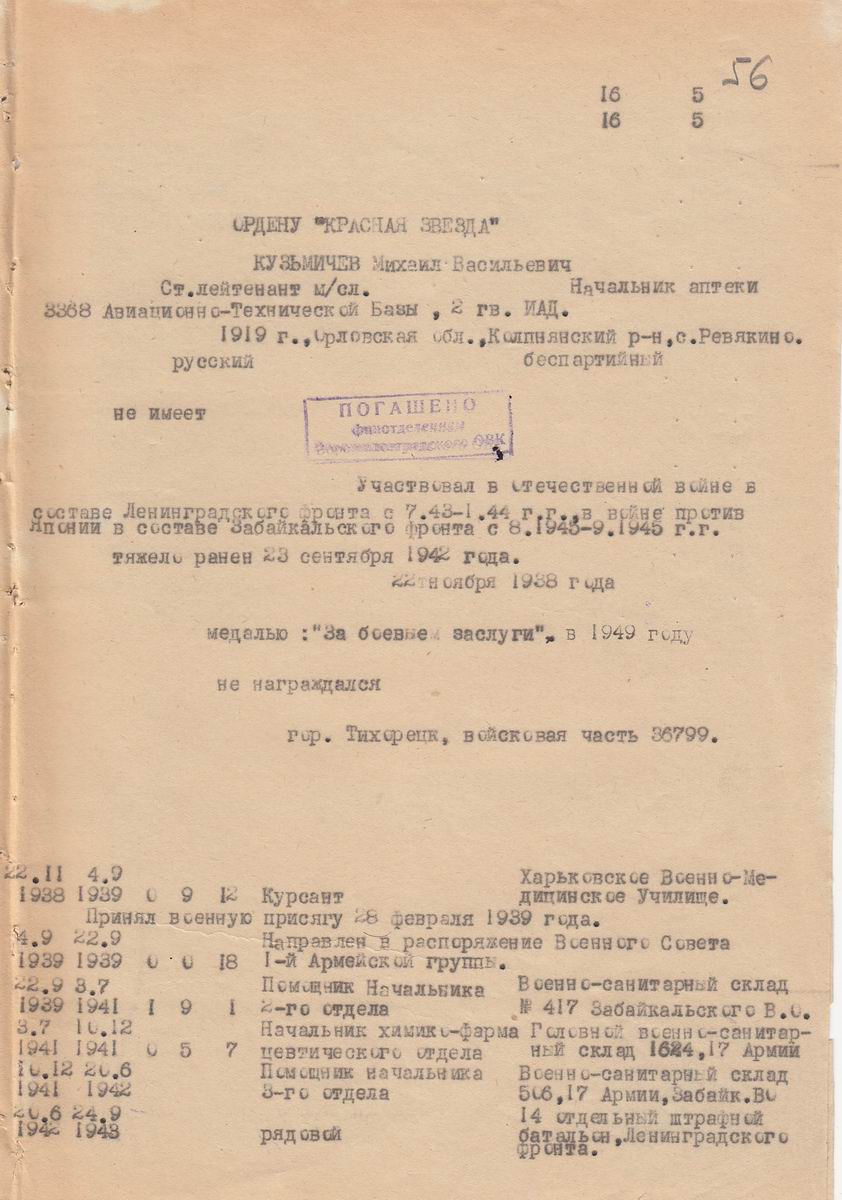 56
16 5
16 5
ОРДЕНУ "КРАСНАЯ ЗВЕЗДА"
КУЗЬМИЧЕВ Михаил Васильевич
Ст.лейтенант м/сл. Начальник аптеки
3368 Авиационно-Технической Базы , 2 гв. ИАД.
1919 г.,Орловская обл.,Колпнянский р-н,с.Ревякино.
русский беспартийный
не имеет
ПОГАШЕНО
финотделением
ОВК
Участвовал в отечественной войне в
составе Ленинградского фронта с 7.43-1.44 г.г.,в войне против
Японии в составе Забайкальского фронта с 8.1945-9.1945 г.г.
тяжело ранен 23 сентября 1942 года.
22 ноября 1938 года
медалью :"За боевые заслуги", в 1949 году
не награждался
гор. Тихорецк, войсковая часть 36799.
22.11 4.9 Харьковское Военно-Ме-
1938 1939 0 9 12 Курсант дицинское Училище.
Принял военную присягу 28 февраля 1939 года.
4.9 22.9 Направлен в распоряжение Военного Совета
1939 1939 0 0 18 1-й Армейской группы.
22.9 3.7 Помощник Начальника Военно-санитарный склад
1939 1941 1 9 1 2-го отдела № 417 Забайкальского В.О.
3.7 10.12 Начальник химико-фарма Головной военно-санитар-
1941 1941 0 5 7 цевтического отдела ный склад 1624,17 Армии
10.12 20.6 Помощник начальника Военно-санитарный склад
1941 1942 3-го отдела 506,17 Армии,Забайк.ВО
20.6 24.9 14 отдельный штрафной
1942 1943 рядовой батальон,Ленинградского
фронта.